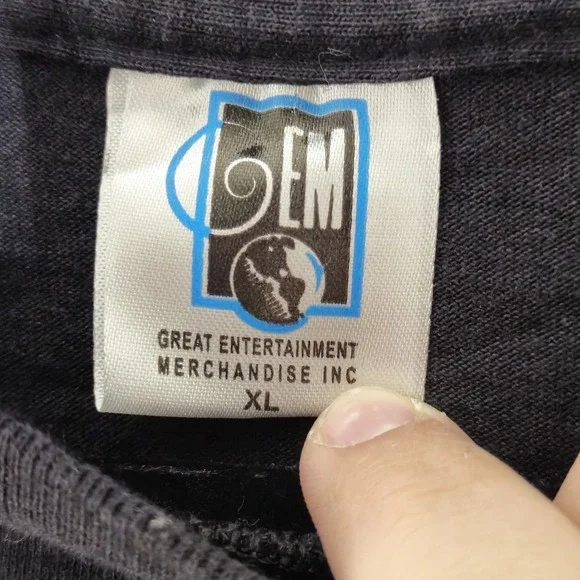 GEM
GREAT ENTERTAINMENT
MERCHANDISE INC
XL